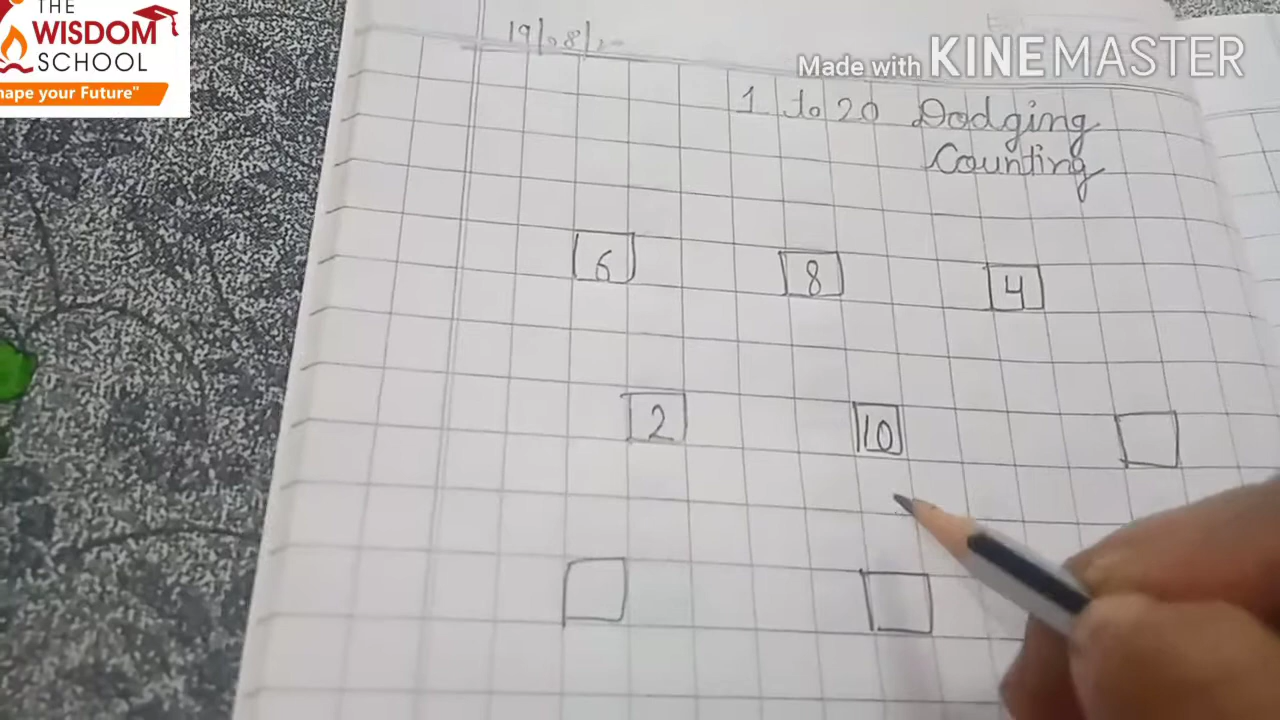 THE
WISDOM
SCHOOL
hape your Future"
Made with KINEMASTER
1 to 20 Dodging
Counting
6 8 4
2 10